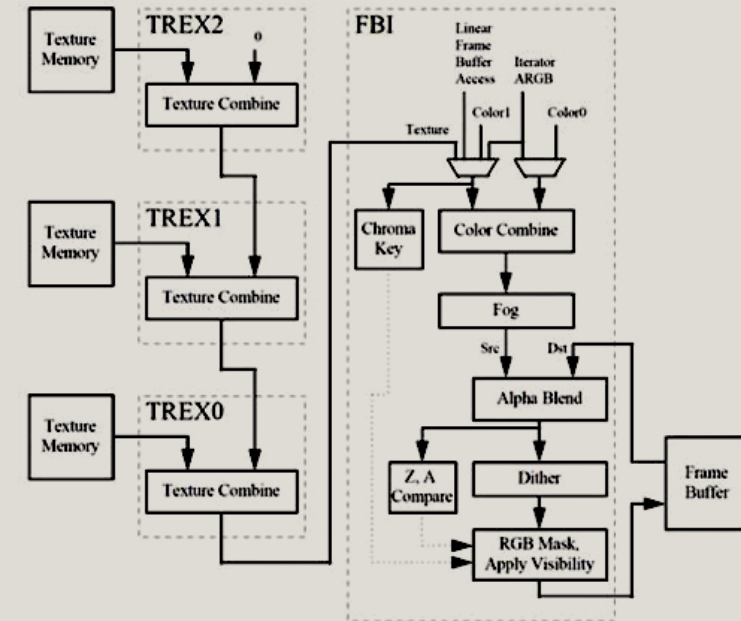 TREX2
Texture
Memory
0
Texture Combine
TREX1
Texture
Memory
Texture Combine
TREX0
Texture
Memory
Texture Combine
FBI
Linear
Frame
Buffer
Access
Iterator
ARGB
Color1
Color0
Texture
Chroma
Key
Color Combine
Fog
Src
Dst
Alpha Blend
Z, A
Compare
Dither
RGB Mask,
Apply Visibility
Frame
Buffer